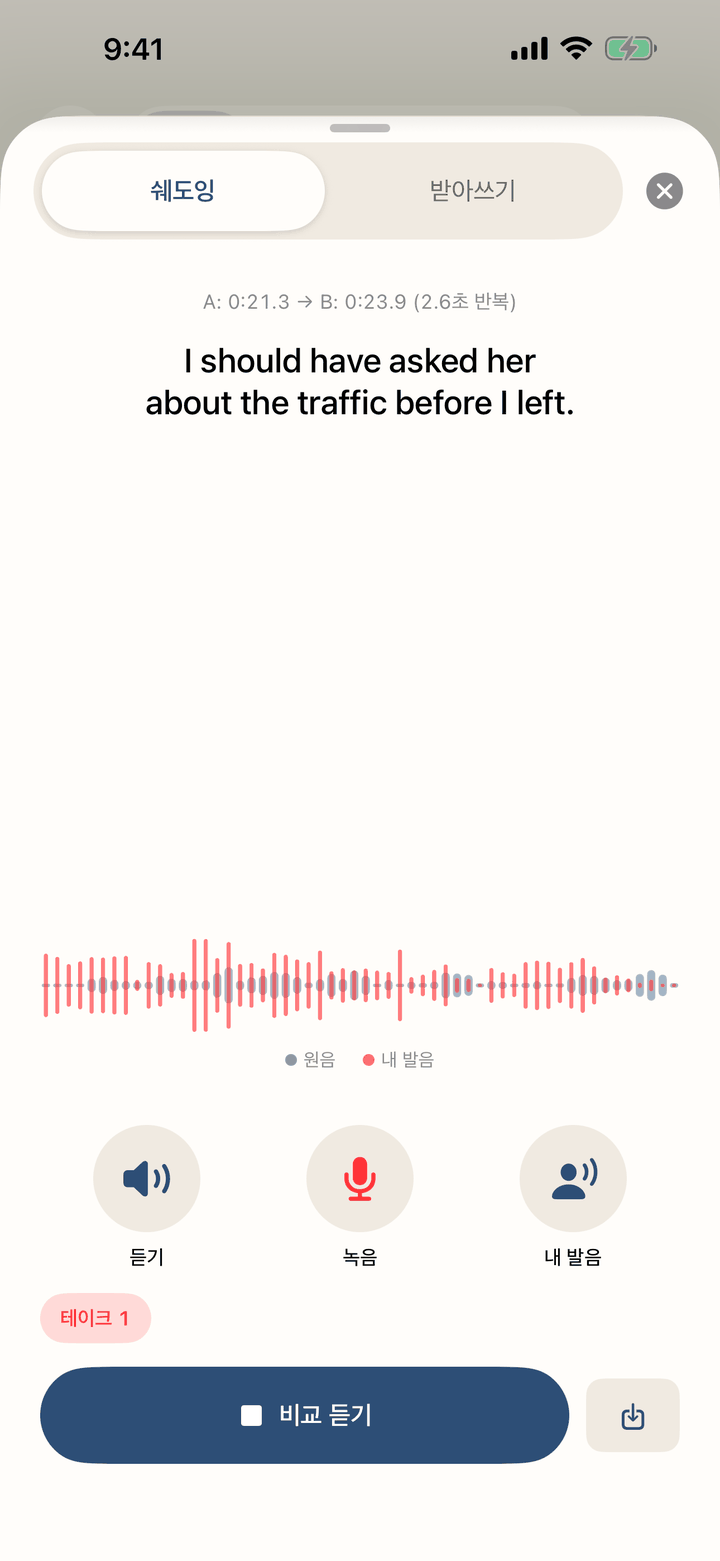 9:41
쉐도잉
받아쓰기
A: 0:21.3 → B: 0:23.9 (2.6초 반복)
I should have asked her
about the traffic before I left.
원음
내 발음
듣기
녹음
내 발음
테이크 1
비교 듣기